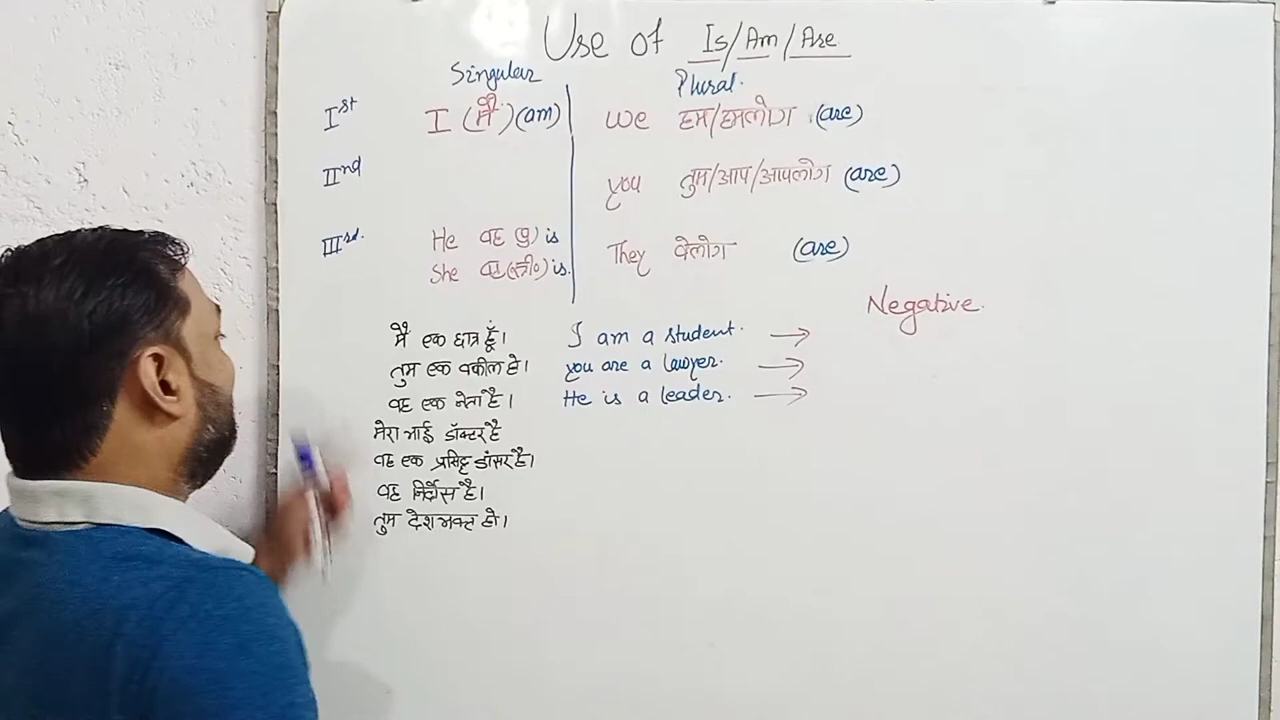 Use of Is/Am/Are
Singular Plural.
Ist I (मैं) (am) we हम/हमलोग (are)
IInd you तुम/आप/आपलोग (are)
IIIrd. He वह (पु) is They वेलोग (are)
She वह (स्त्री०) is.
Negative.
मैं एक छात्र हूँ। I am a student. →
तुम एक वकील हो। you are a lawyer. →
वह एक नेता है। He is a leader. →
मेरा भाई डॉक्टर है
वह एक प्रसिद्ध डांसर है।
वह निर्दोस है।
तुम देशभक्त हो।